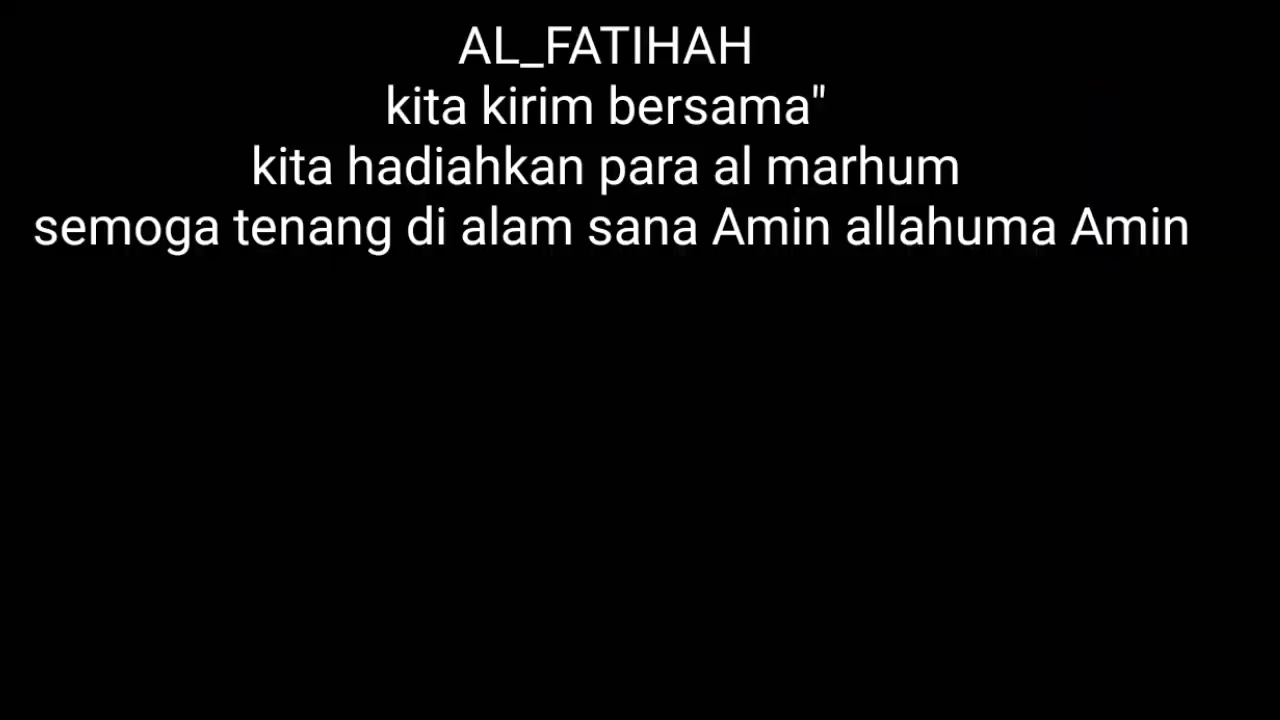 AL_FATIHAH
kita kirim bersama"
kita hadiahkan para al marhum
semoga tenang di alam sana Amin allahuma Amin